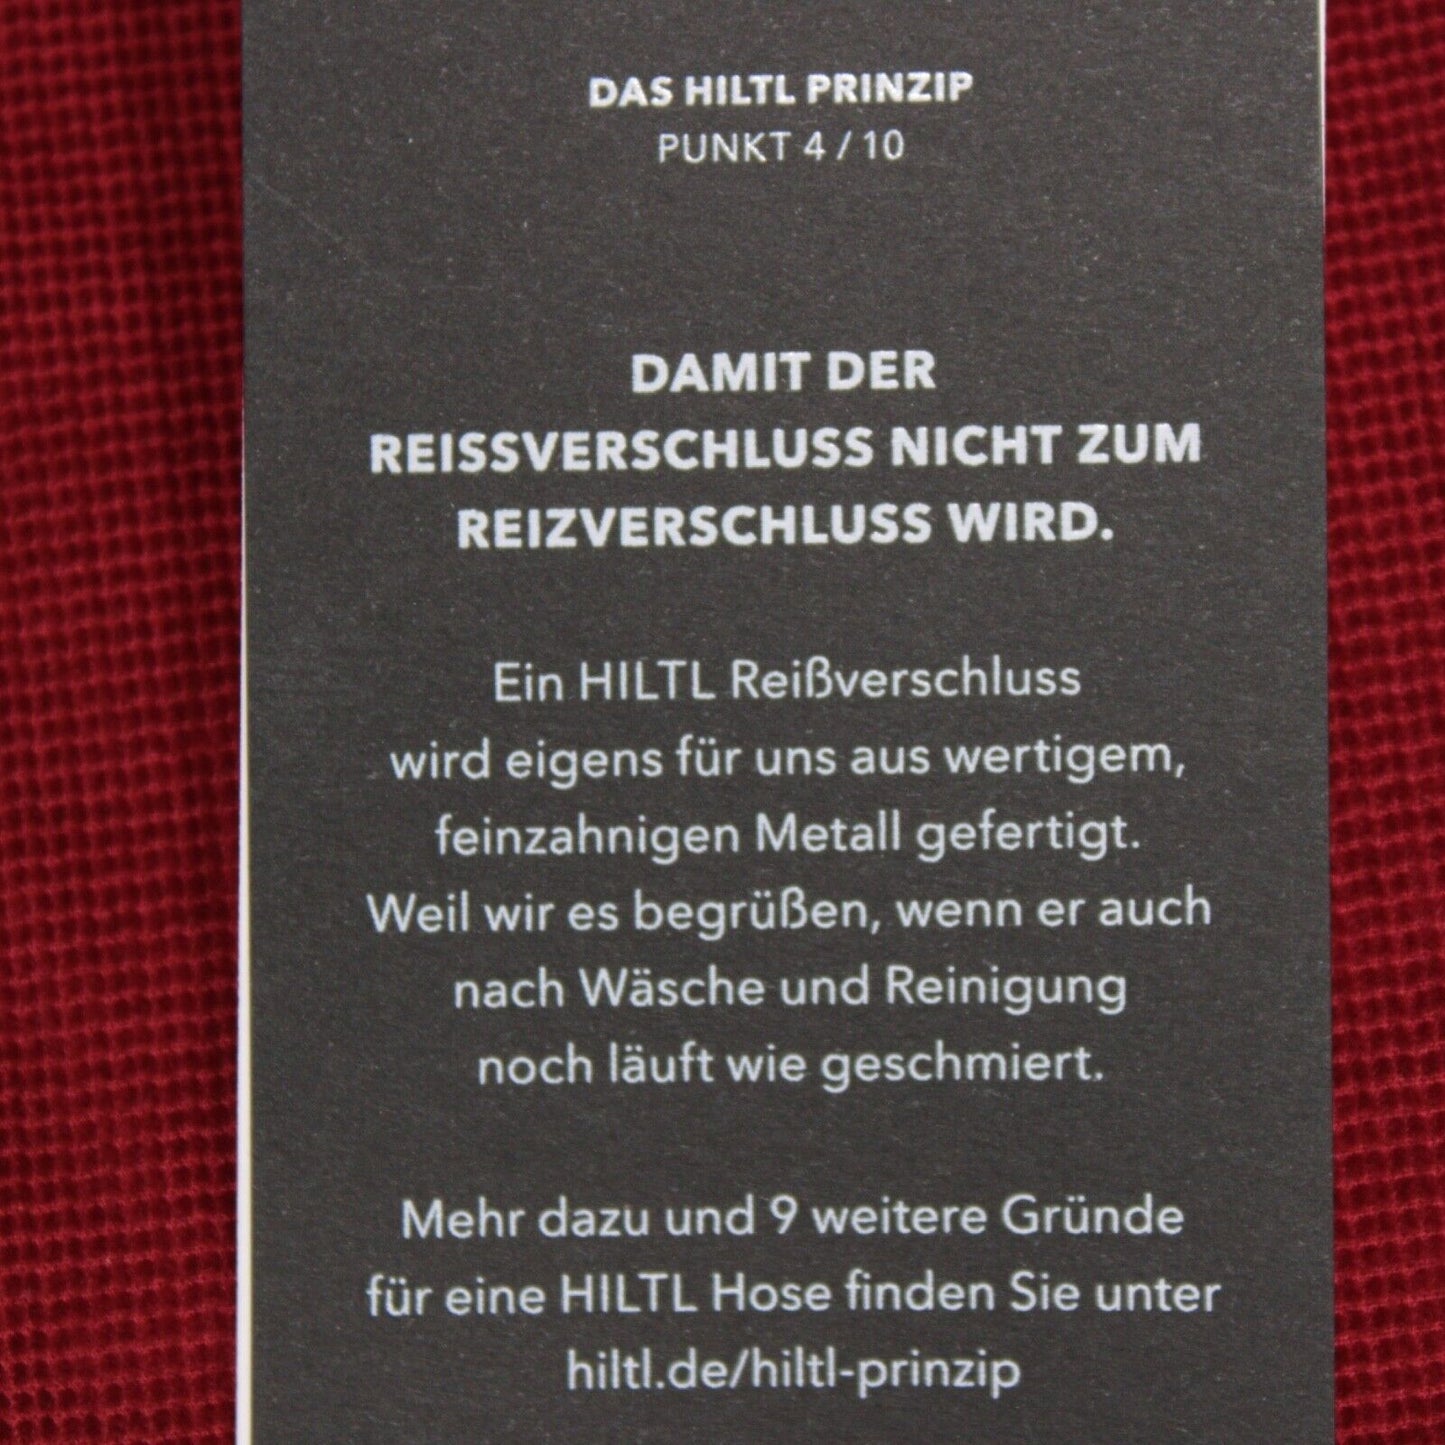 DAS HILTL PRINZIP
PUNKT 4 / 10
DAMIT DER
REISSVERSCHLUSS NICHT ZUM
REIZVERSCHLUSS WIRD.
Ein HILTL Reißverschluss
wird eigens für uns aus wertigem,
feinzahnigen Metall gefertigt.
Weil wir es begrüßen, wenn er auch
nach Wäsche und Reinigung
noch läuft wie geschmiert.
Mehr dazu und 9 weitere Gründe
für eine HILTL Hose finden Sie unter
hiltl.de/hiltl-prinzip